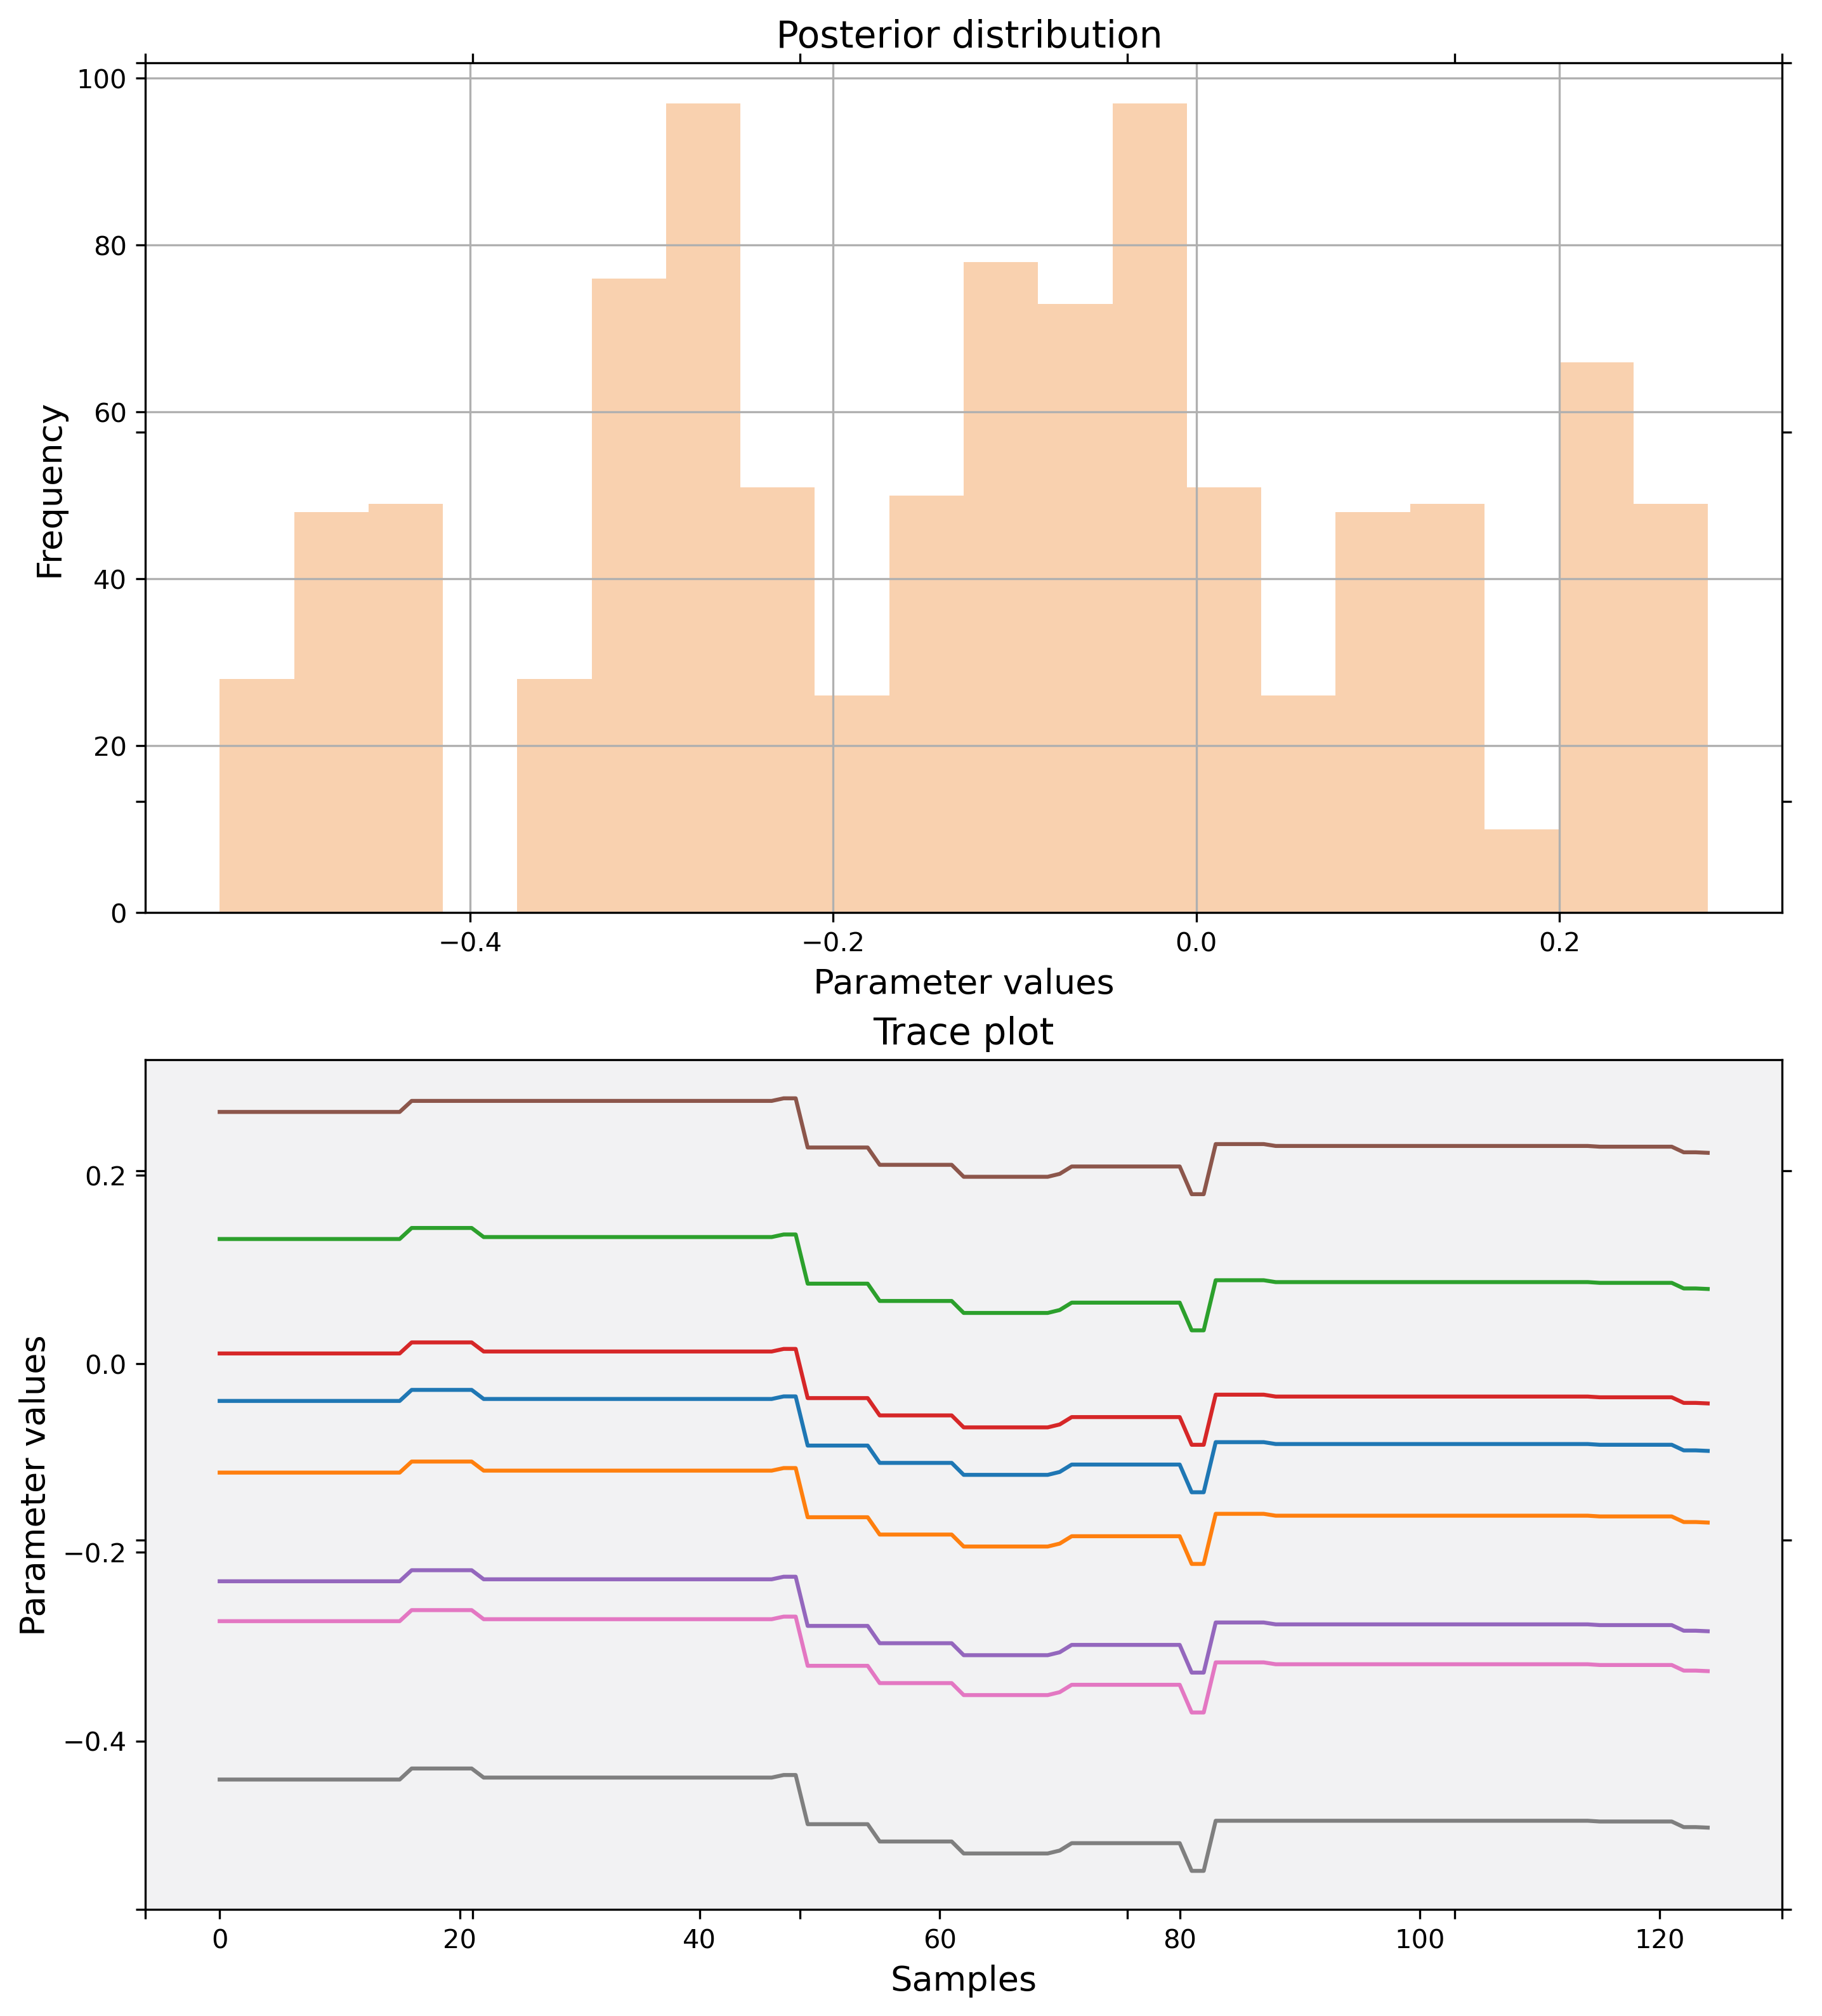 Posterior distribution
100
80
60
40
20
0
Frequency
−0.4 −0.2 0.0 0.2
Parameter values
Trace plot
0.2
0.0
−0.2
−0.4
Parameter values
0 20 40 60 80 100 120
Samples